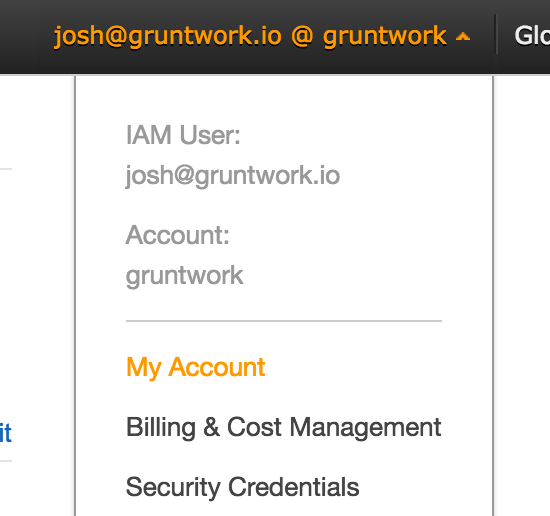 josh@gruntwork.io @ gruntwork Glo
IAM User:
josh@gruntwork.io
Account:
gruntwork
My Account
it
Billing & Cost Management
Security Credentials